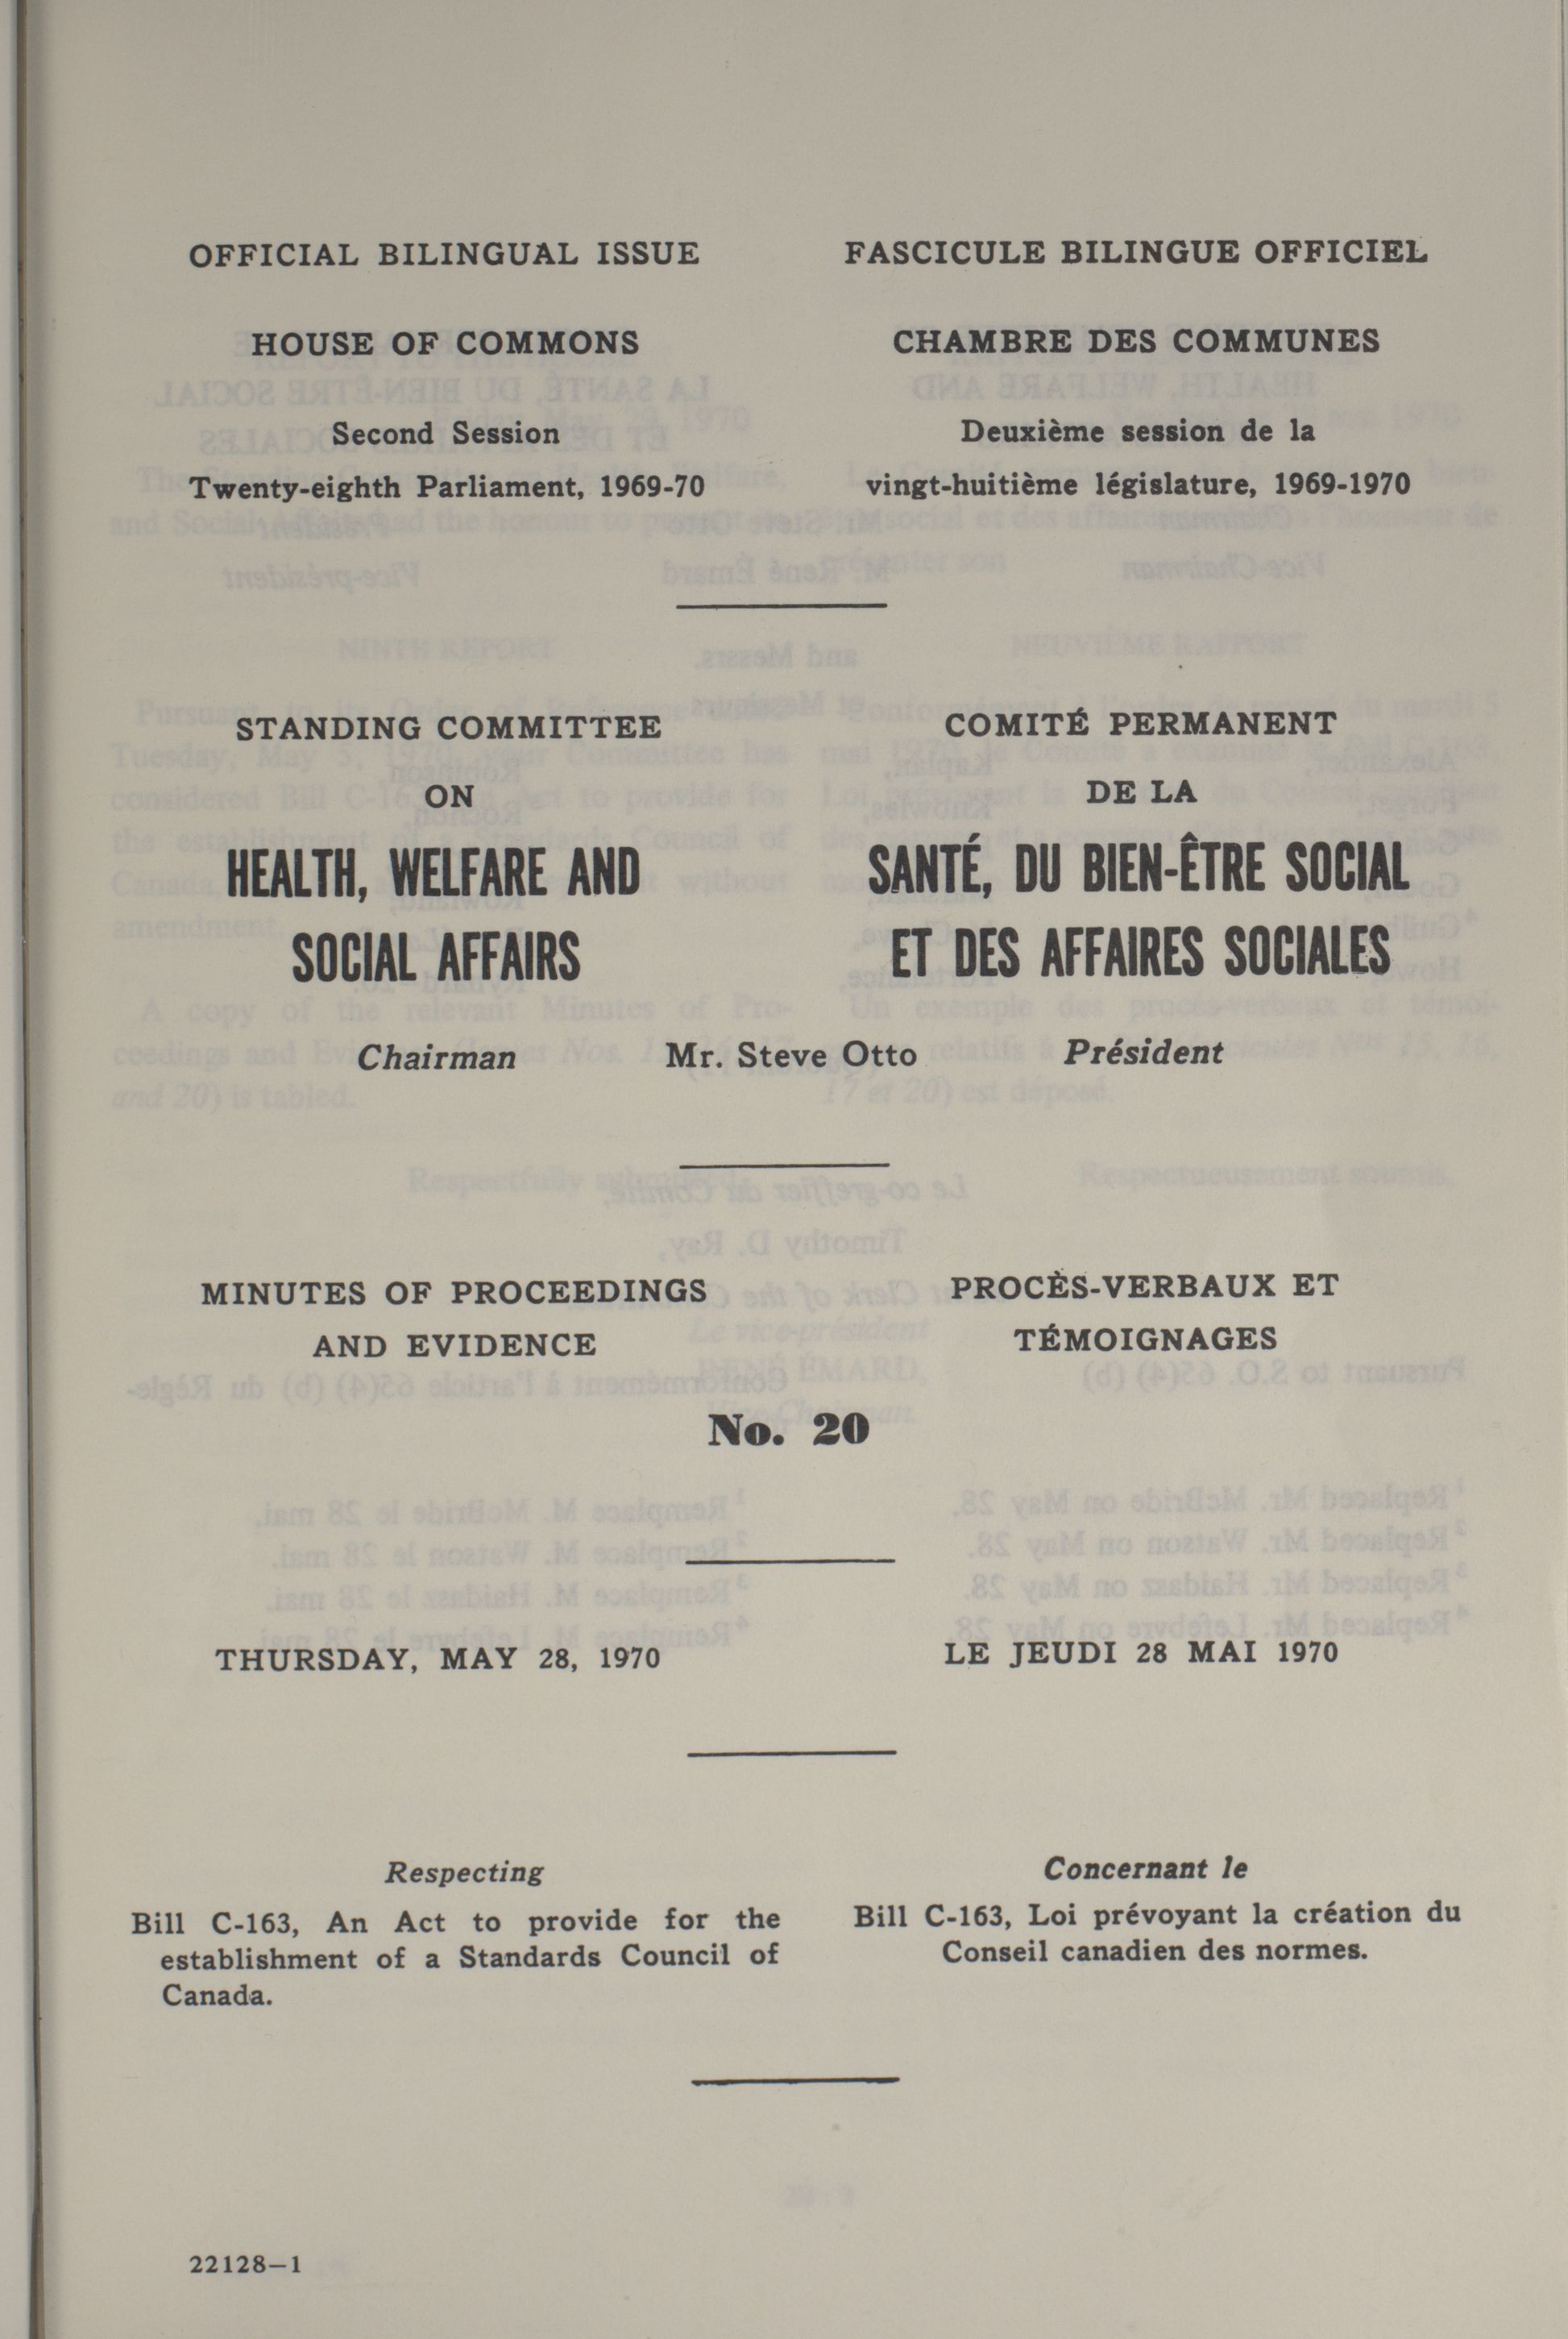 OFFICIAL BILINGUAL ISSUE
HOUSE OF COMMONS
Second Session
Twenty-eighth Parliament, 1969-70
FASCICULE BILINGUE OFFICIEL
CHAMBRE DES COMMUNES
Deuxième session de la
vingt-huitième législature, 1969-1970
STANDING COMMITTEE
ON
HEALTH, WELFARE AND
SOCIAL AFFAIRS
COMITÉ PERMANENT
DE LA
SANTÉ, DU BIEN-ÊTRE SOCIAL
ET DES AFFAIRES SOCIALES
Chairman Mr. Steve Otto Président
MINUTES OF PROCEEDINGS
AND EVIDENCE
PROCÈS-VERBAUX ET
TÉMOIGNAGES
No. 20
THURSDAY, MAY 28, 1970
LE JEUDI 28 MAI 1970
Respecting
Bill C-163, An Act to provide for the
establishment of a Standards Council of
Canada.
Concernant le
Bill C-163, Loi prévoyant la création du
Conseil canadien des normes.
22128—1